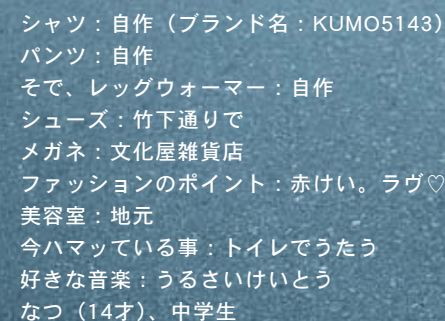 シャツ：自作（ブランド名：KUMO5143）
パンツ：自作
そで、レッグウォーマー：自作
シューズ：竹下通りで
メガネ：文化屋雑貨店
ファッションのポイント：赤けい。ラヴ♡
美容室：地元
今ハマッている事：トイレでうたう
好きな音楽：うるさいけいとう
なつ（14才）、中学生